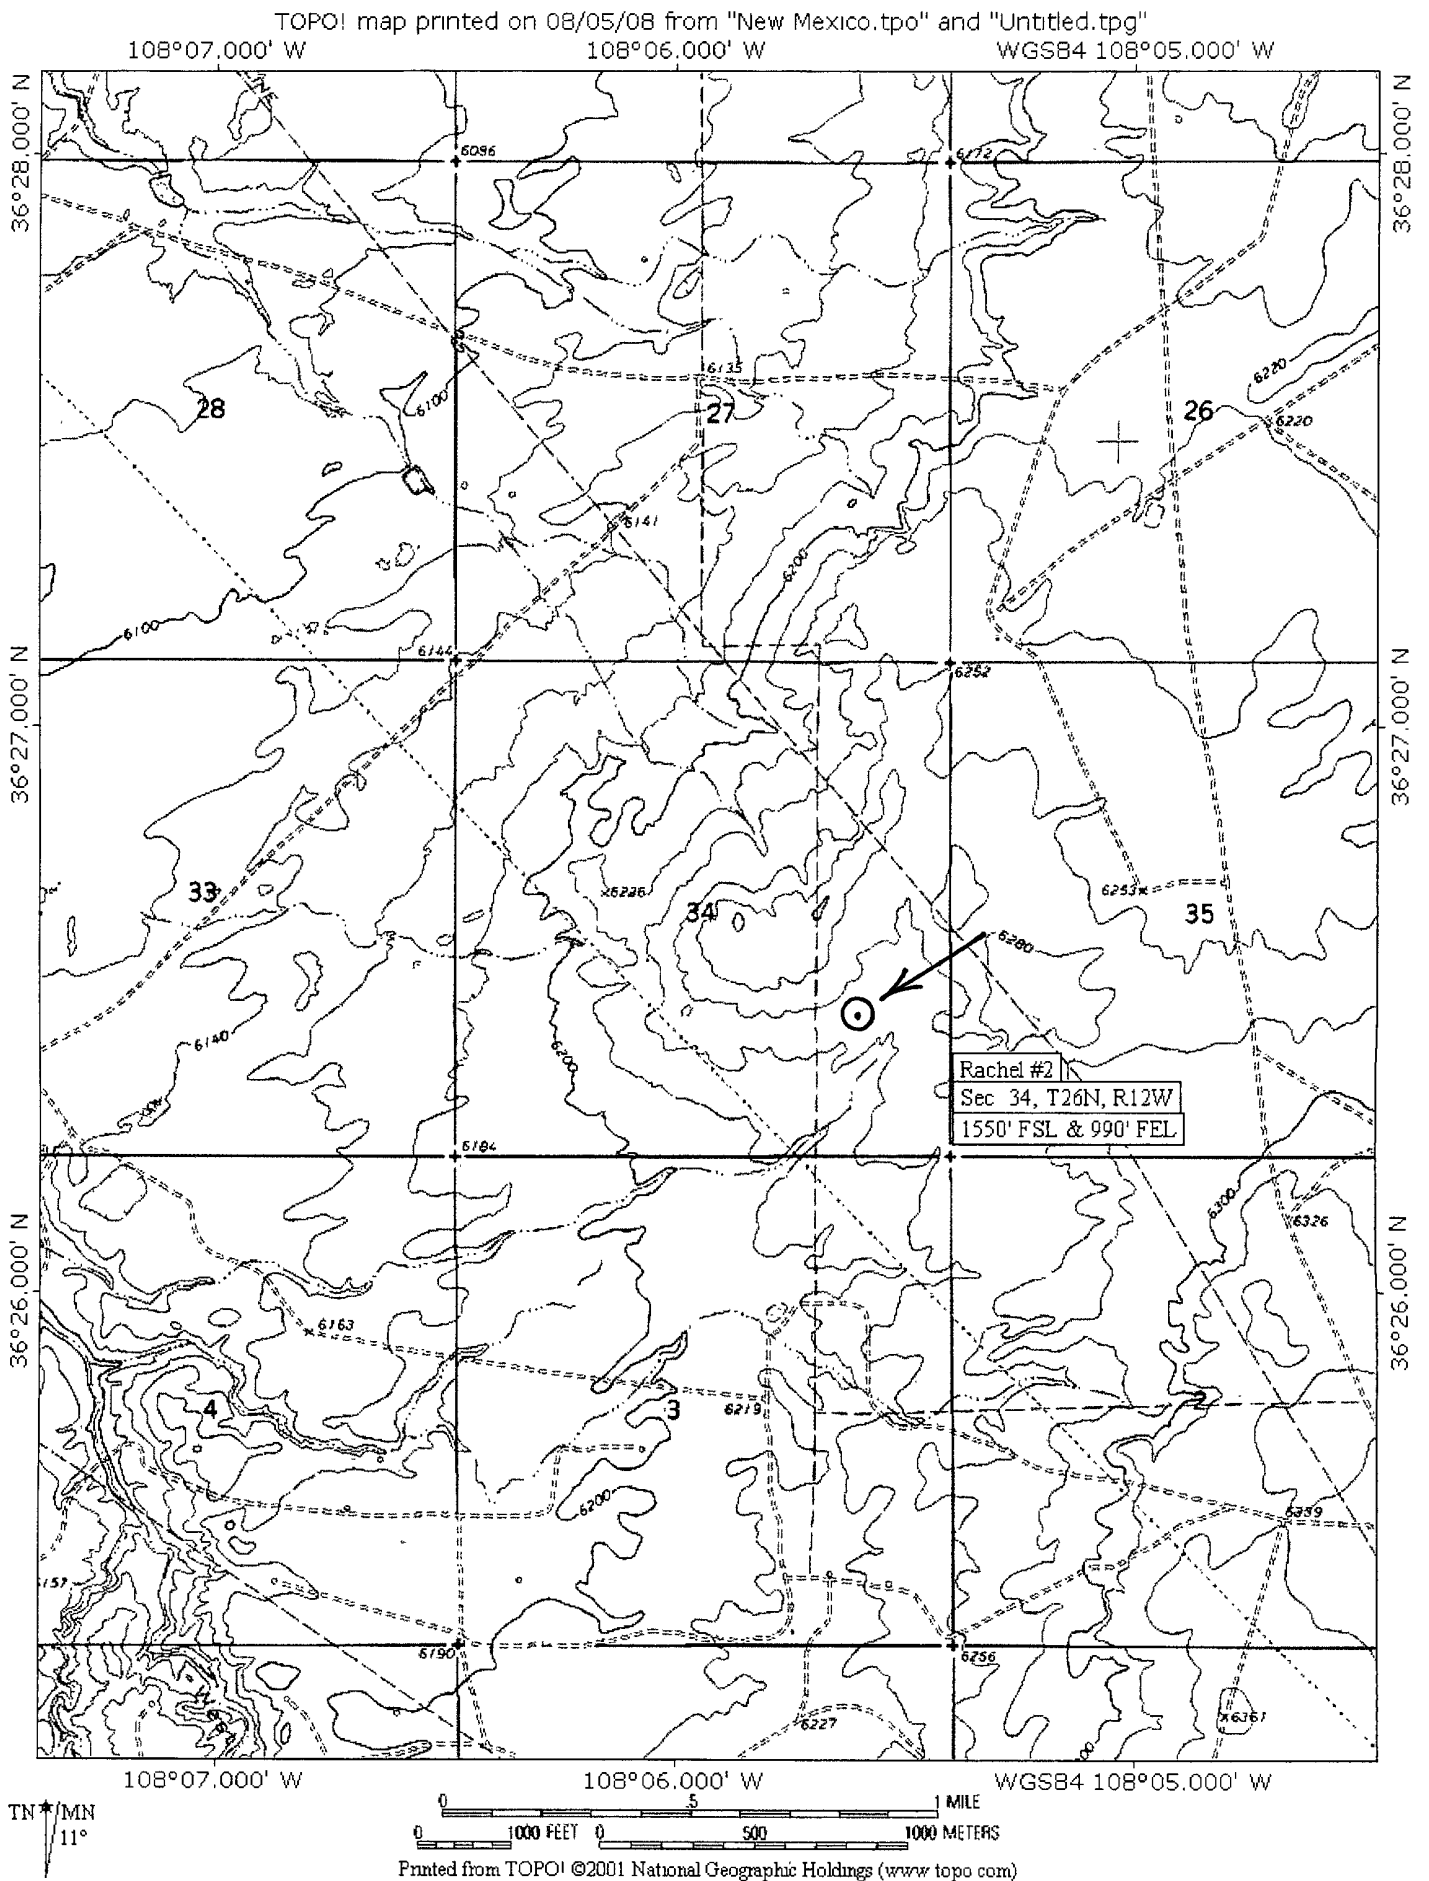 TOPO! map printed on 08/05/08 from "New Mexico.tpo" and "Untitled.tpg"
108°07.000' W 108°06.000' W WGS84 108°05.000' W
36°28.000' N 36°28.000' N
6096 6172
6135
6220
28 6100 27 26 6220
6141
6200
6100
6144 6252
36°27.000' N 36°27.000' N
6226 6253
33 34 35
6280
6140 6200
Rachel #2
Sec 34, T26N, R12W
1550' FSL & 990' FEL
6184
6300
6326
36°26.000' N 36°26.000' N
6163
4 3 6219 2
6200 6339
6190 6256
6227 6361
108°07.000' W 108°06.000' W WGS84 108°05.000' W
TN MN
11°
0 .5 1 MILE
0 1000 FEET 0 500 1000 METERS
Printed from TOPO! ©2001 National Geographic Holdings (www topo com)